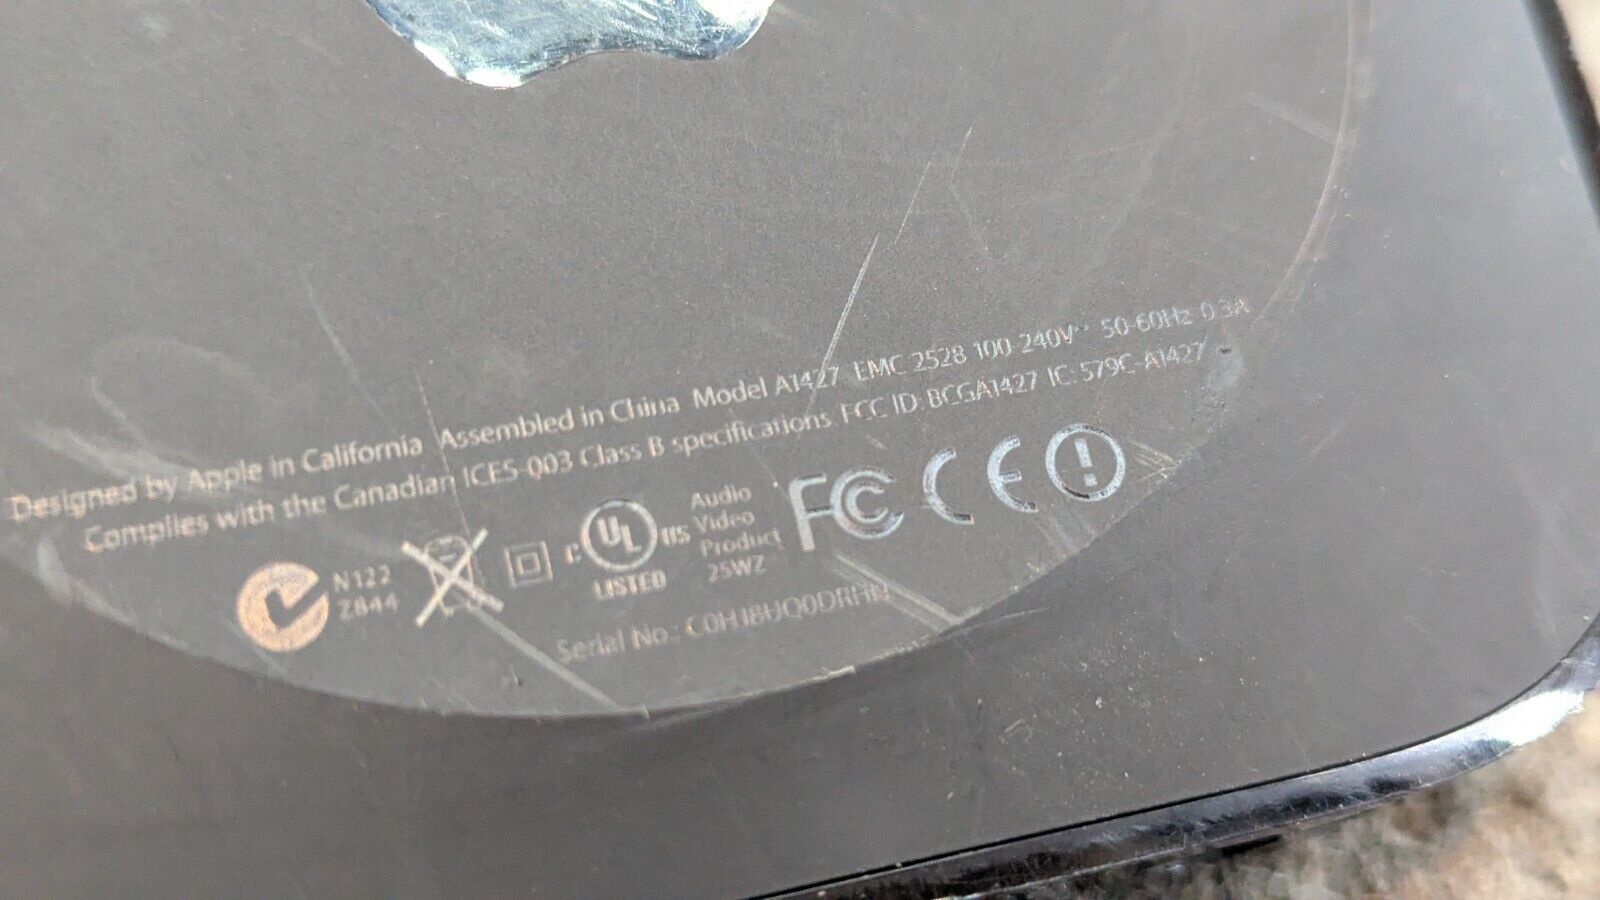 Designed by Apple in California Assembled in China Model A1427 EMC 2528 100-240V~ 50-60Hz 0.3A
Complies with the Canadian ICES-003 Class B specifications. FCC ID: BCGA1427 IC: 579C-A1427
N122
Z844
C UL US
LISTED
Audio
Video
Product
25WZ
FC CE
Serial No.: